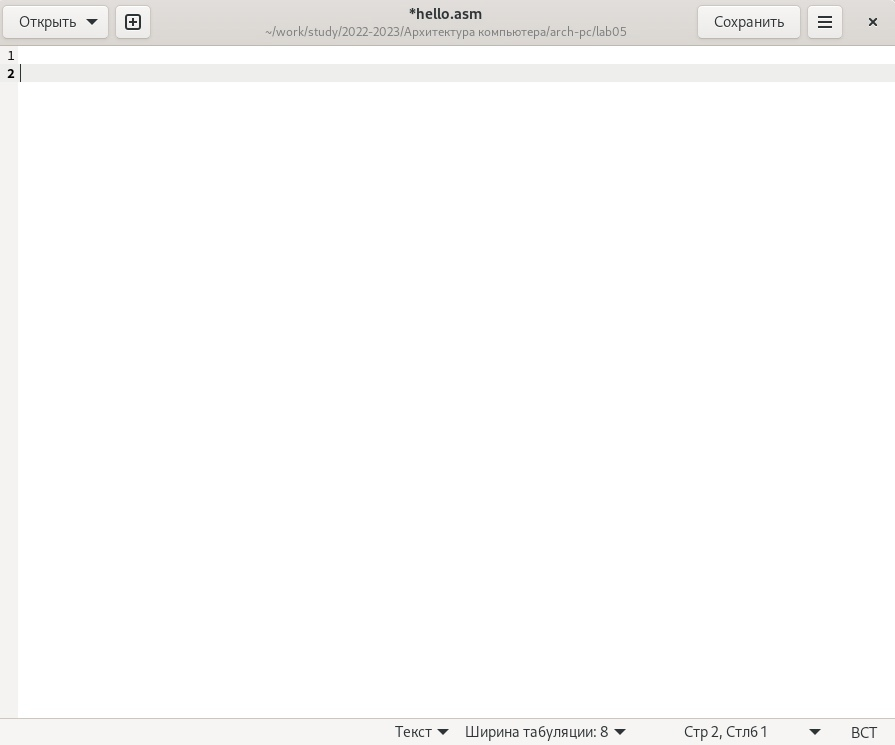 Открыть
*hello.asm
~/work/study/2022-2023/Архитектура компьютера/arch-pc/lab05
Сохранить
1
2
Текст
Ширина табуляции: 8
Стр 2, Стлб 1
ВСТ